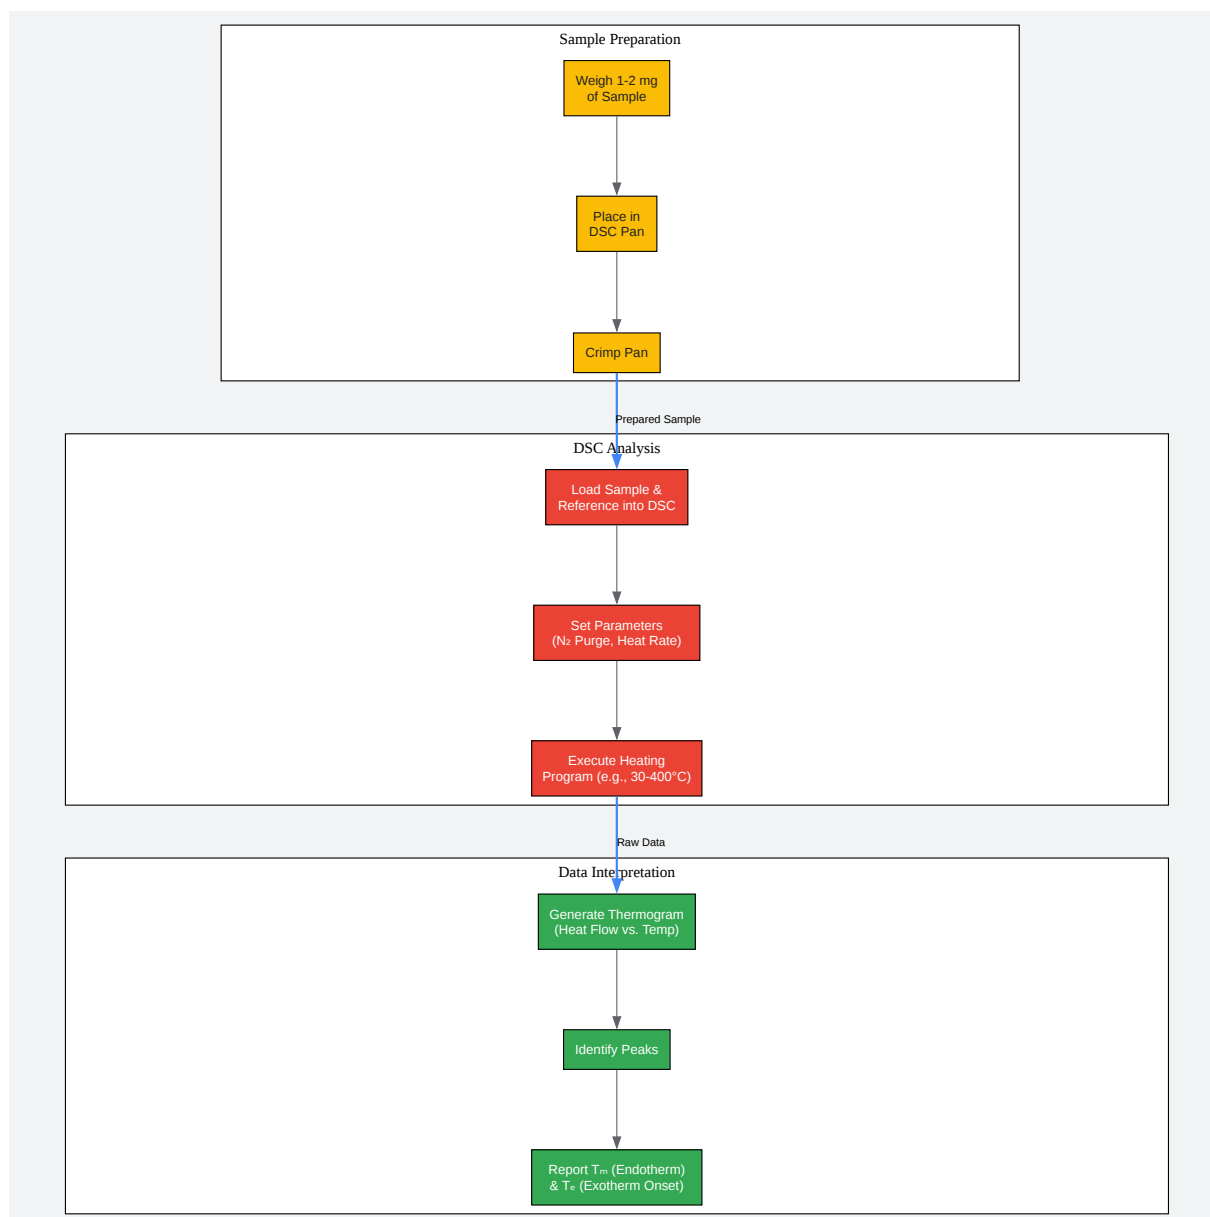 Sample Preparation
Weigh 1-2 mg
of Sample
Place in
DSC Pan
Crimp Pan
Prepared Sample
DSC Analysis
Load Sample &
Reference into DSC
Set Parameters
(N₂ Purge, Heat Rate)
Execute Heating
Program (e.g., 30-400°C)
Raw Data
Data Interpretation
Generate Thermogram
(Heat Flow vs. Temp)
Identify Peaks
Report Tₘ (Endotherm)
& Tₑ (Exotherm Onset)